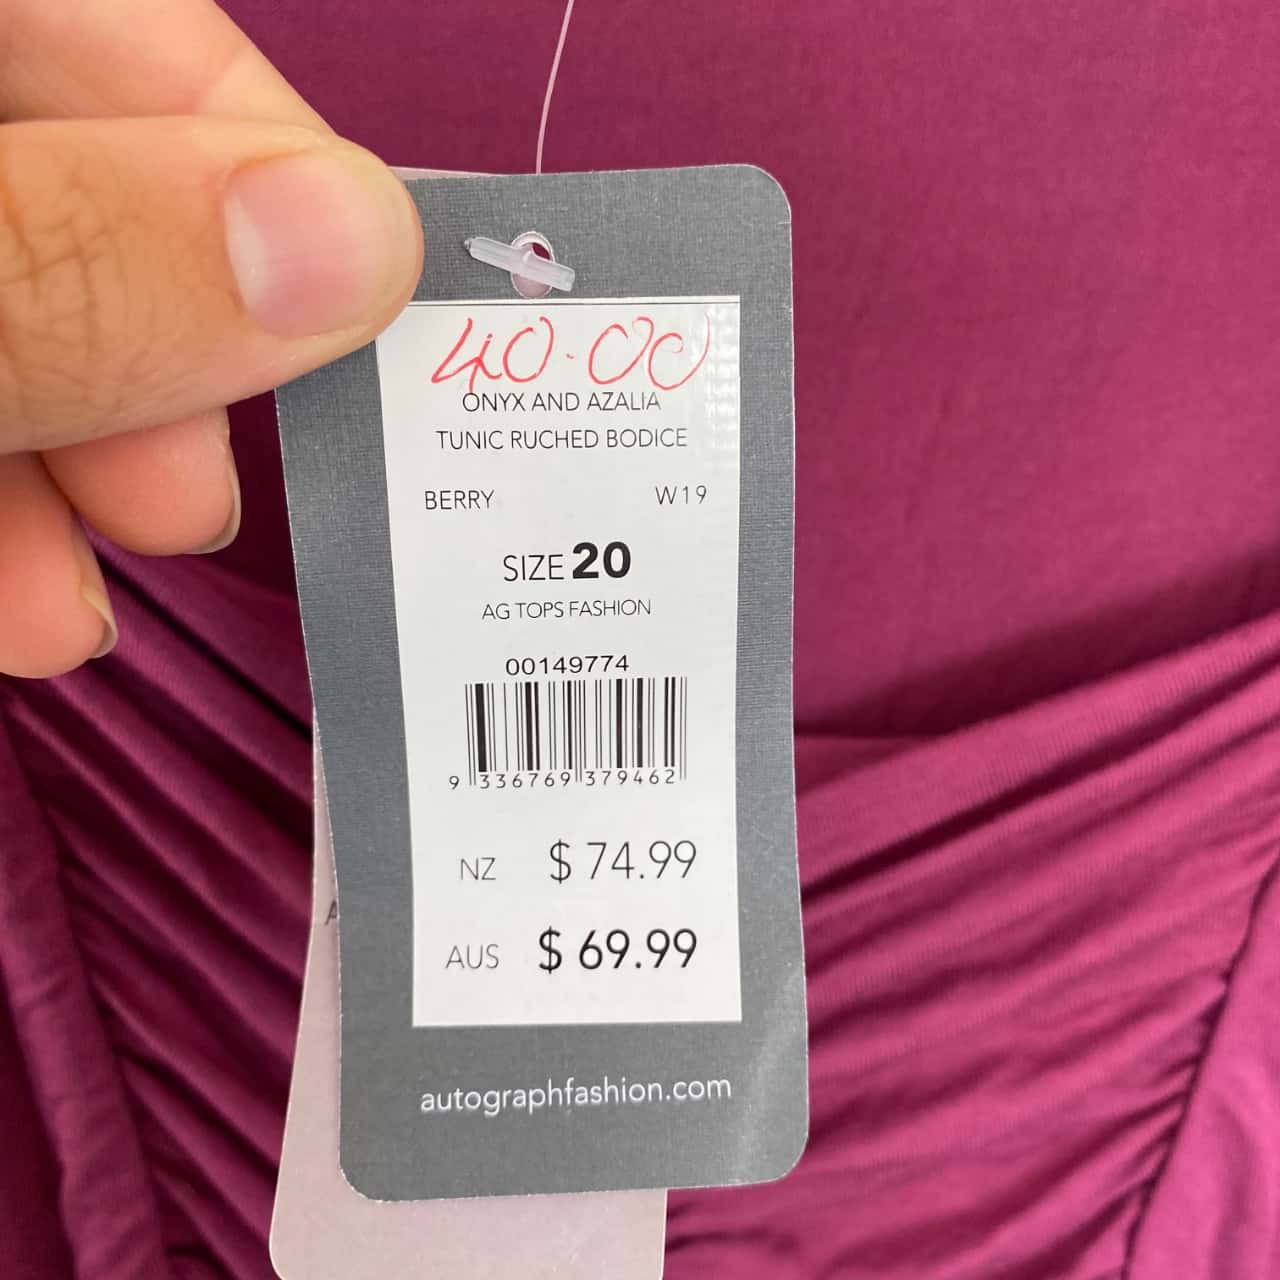 40.00
ONYX AND AZALIA
TUNIC RUCHED BODICE
BERRY W19
SIZE 20
AG TOPS FASHION
00149774
9 336769 379462
NZ $ 74.99
AUS $ 69.99
autographfashion.com